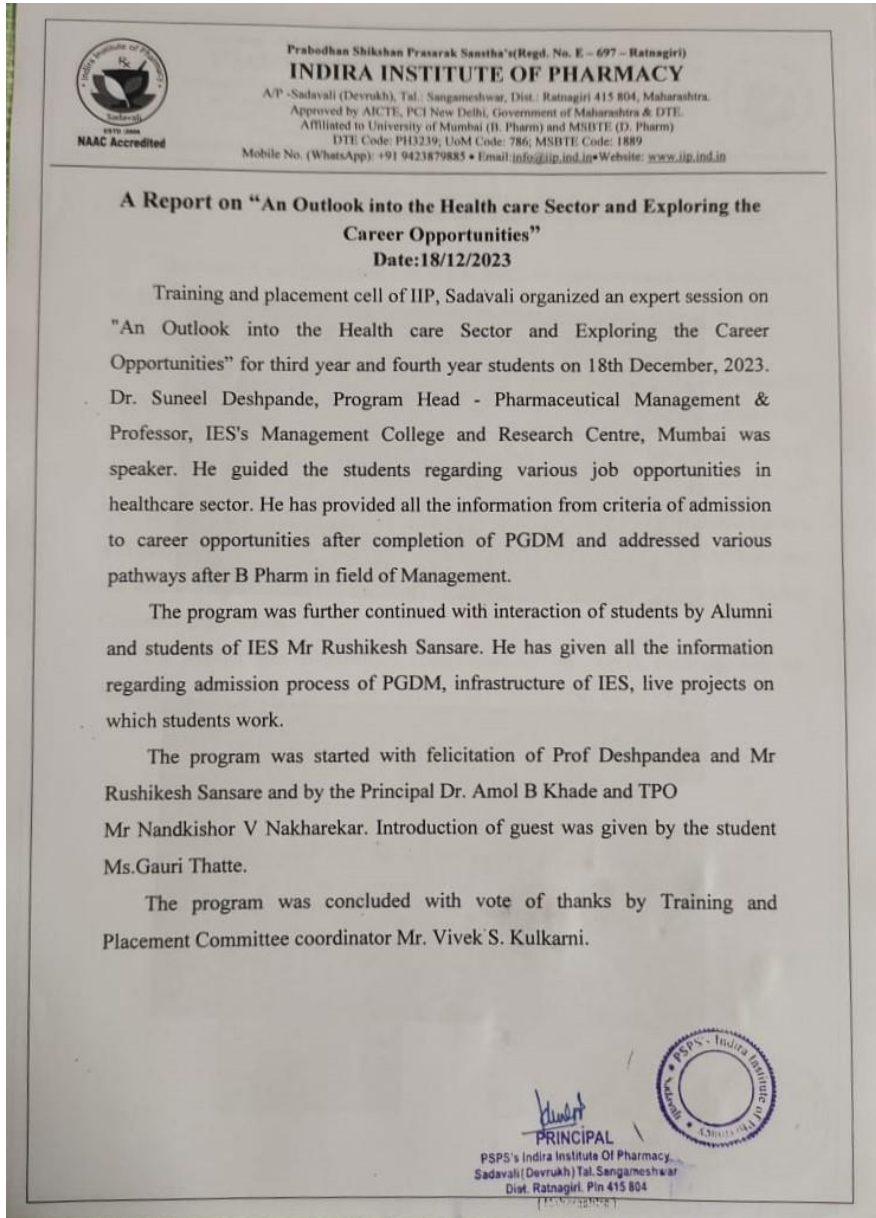 Indira Institute of Pharmacy
Rx
Sadavali
ESTD :2006
NAAC Accredited
Prabodhan Shikshan Prasarak Sanstha's(Regd. No. E – 697 – Ratnagiri)
INDIRA INSTITUTE OF PHARMACY
A/P -Sadavali (Devrukh), Tal.: Sangameshwar, Dist.: Ratnagiri 415 804, Maharashtra.
Approved by AICTE, PCI New Delhi, Government of Maharashtra & DTE.
Affiliated to University of Mumbai (B. Pharm) and MSBTE (D. Pharm)
DTE Code: PH3239; UoM Code: 786; MSBTE Code: 1889
Mobile No. (WhatsApp): +91 9423879885 • Email:info@iip.ind.in•Website: www.iip.ind.in
A Report on “An Outlook into the Health care Sector and Exploring the
Career Opportunities”
Date:18/12/2023
Training and placement cell of IIP, Sadavali organized an expert session on
"An Outlook into the Health care Sector and Exploring the Career
Opportunities” for third year and fourth year students on 18th December, 2023.
Dr. Suneel Deshpande, Program Head - Pharmaceutical Management &
Professor, IES's Management College and Research Centre, Mumbai was
speaker. He guided the students regarding various job opportunities in
healthcare sector. He has provided all the information from criteria of admission
to career opportunities after completion of PGDM and addressed various
pathways after B Pharm in field of Management.
The program was further continued with interaction of students by Alumni
and students of IES Mr Rushikesh Sansare. He has given all the information
regarding admission process of PGDM, infrastructure of IES, live projects on
which students work.
The program was started with felicitation of Prof Deshpandea and Mr
Rushikesh Sansare and by the Principal Dr. Amol B Khade and TPO
Mr Nandkishor V Nakharekar. Introduction of guest was given by the student
Ms.Gauri Thatte.
The program was concluded with vote of thanks by Training and
Placement Committee coordinator Mr. Vivek S. Kulkarni.
PSPS's - Indira Institute of
PRINCIPAL
PSPS's Indira Institute Of Pharmacy
Sadavali(Devrukh) Tal. Sangameshwar
Dist. Ratnagiri. Pin 415 804